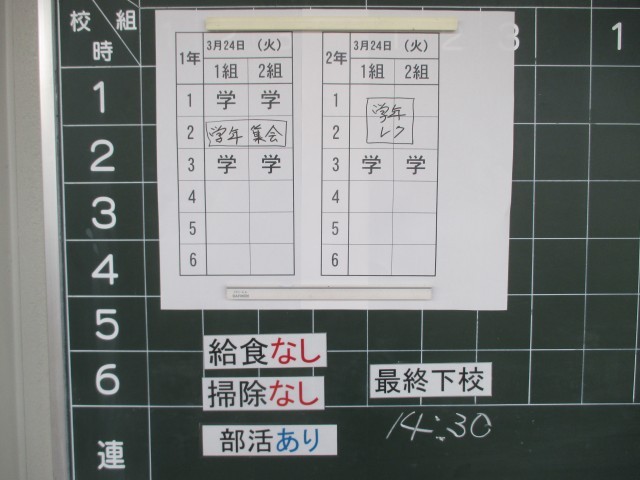 校 組
時
1
2
3
4
5
6
連
2 3 1
1年 3月24日 （火）
1組 2組
1 学 学
2 学年 集会
3 学 学
4
5
6
2年 3月24日 （火）
1組 2組
1 学年
2 レク
3 学 学
4
5
6
給食なし
掃除なし
部活あり
最終下校
14:30